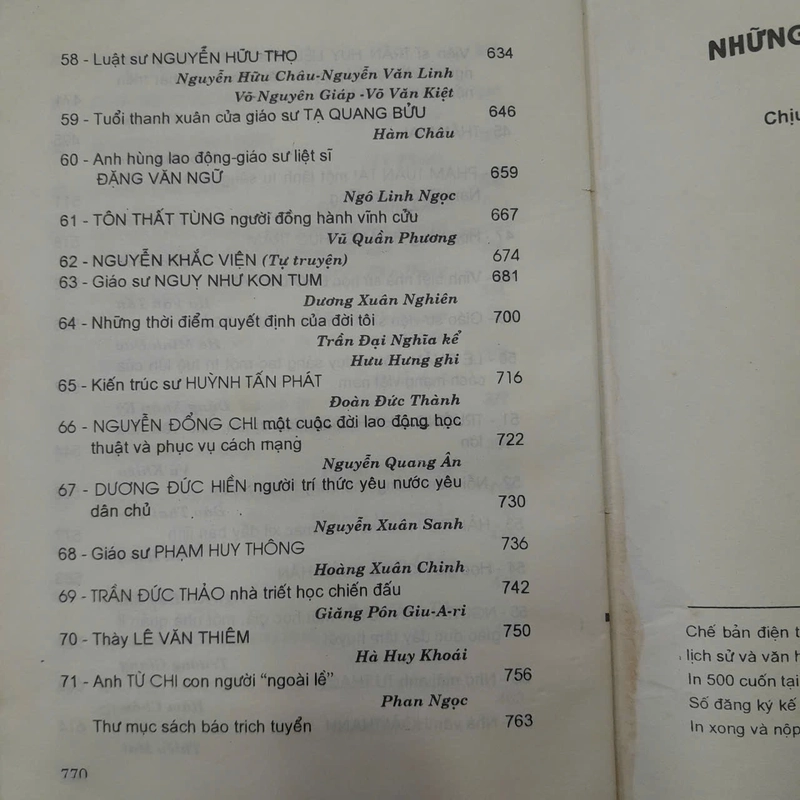 58 - Luật sư NGUYỄN HỮU THỌ 634
Nguyễn Hữu Châu-Nguyễn Văn Linh
Võ Nguyên Giáp -Võ Văn Kiệt
59 - Tuổi thanh xuân của giáo sư TẠ QUANG BỬU 646
Hàm Châu
60 - Anh hùng lao động-giáo sư liệt sĩ
ĐẶNG VĂN NGỮ 659
Ngô Linh Ngọc
61 - TÔN THẤT TÙNG người đồng hành vĩnh cửu 667
Vũ Quần Phương
62 - NGUYỄN KHẮC VIỆN (Tự truyện) 674
63 - Giáo sư NGUỴ NHƯ KON TUM 681
Dương Xuân Nghiên
64 - Những thời điểm quyết định của đời tôi 700
Trần Đại Nghĩa kể
Hưu Hưng ghi
65 - Kiến trúc sư HUỲNH TẤN PHÁT 716
Đoàn Đức Thành
66 - NGUYỄN ĐỔNG CHI một cuộc đời lao động học
thuật và phục vụ cách mạng 722
Nguyễn Quang Ân
67 - DƯƠNG ĐỨC HIỀN người trí thức yêu nước yêu
dân chủ 730
Nguyễn Xuân Sanh
68 - Giáo sư PHẠM HUY THÔNG 736
Hoàng Xuân Chinh
69 - TRẦN ĐỨC THẢO nhà triết học chiến đấu 742
Giăng Pôn Giu-A-ri
70 - Thày LÊ VĂN THIÊM 750
Hà Huy Khoái
71 - Anh TỪ CHI con người "ngoài lề" 756
Phan Ngọc
Thư mục sách báo trich tuyển 763
770
NHỮNG
Chịu
Chế bản điện t
lịch sử và văn h
In 500 cuốn tại
Số đăng ký kế
In xong và nộp